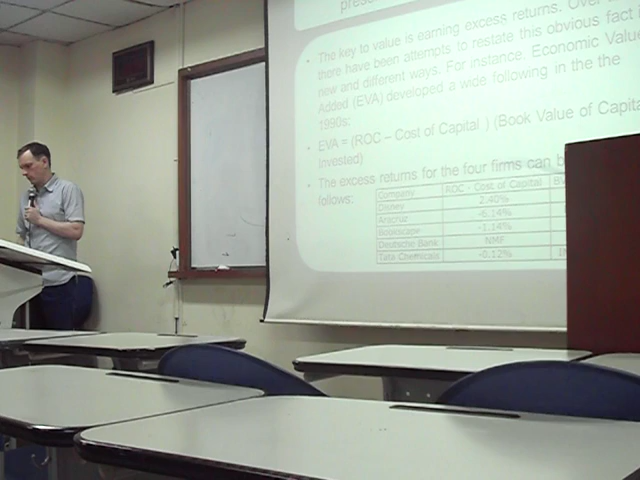 The key to value is earning excess returns. Over
there have been attempts to restate this obvious fact i
new and different ways. For instance. Economic Value
Added (EVA) developed a wide following in the the
1990s:
EVA = (ROC – Cost of Capital ) (Book Value of Capita
invested)
The excess returns for the four firms can b
follows:
Company ROC - Cost of Capital BV
Disney 2.40%
Aracruz -6.14%
Bookscape -1.14%
Deutsche Bank NMF
Tata Chemicals -0.12%